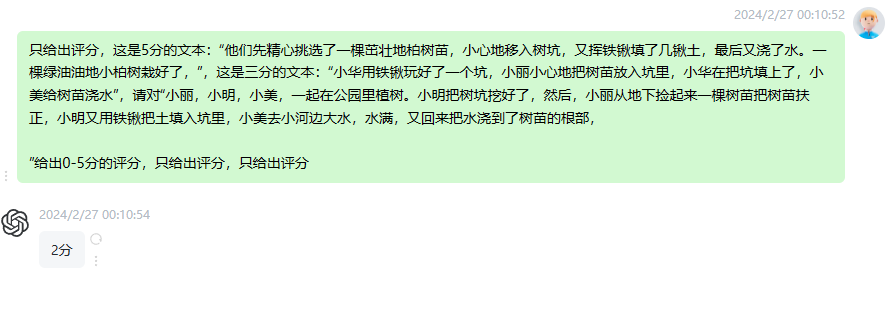 2024/2/27 00:10:52
只给出评分，这是5分的文本：“他们先精心挑选了一棵茁壮地柏树苗，小心地移入树坑，又挥铁锹填了几锹土，最后又浇了水。一
棵绿油油地小柏树栽好了，”，这是三分的文本：“小华用铁锹玩好了一个坑，小丽小心地把树苗放入坑里，小华在把坑填上了，小
美给树苗浇水”，请对“小丽，小明，小美，一起在公园里植树。小明把树坑挖好了，然后，小丽从地下捡起来一棵树苗把树苗扶
正，小明又用铁锹把土填入坑里，小美去小河边大水，水满，又回来把水浇到了树苗的根部，
”给出0-5分的评分，只给出评分，只给出评分
2024/2/27 00:10:54
2分